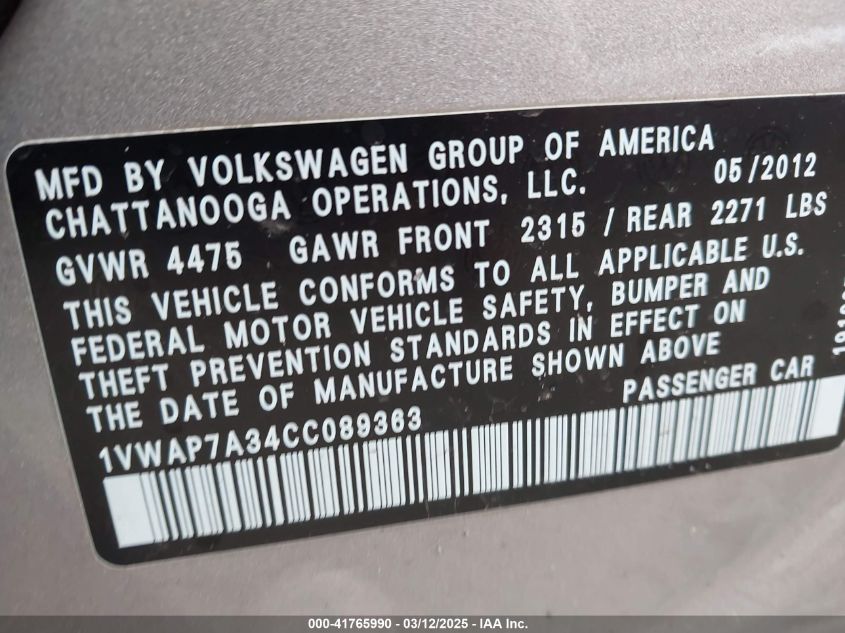 MFD BY VOLKSWAGEN GROUP OF AMERICA
CHATTANOOGA OPERATIONS, LLC. 05/2012
GVWR 4475 GAWR FRONT 2315 / REAR 2271 LBS
THIS VEHICLE CONFORMS TO ALL APPLICABLE U.S.
FEDERAL MOTOR VEHICLE SAFETY, BUMPER AND
THEFT PREVENTION STANDARDS IN EFFECT ON
THE DATE OF MANUFACTURE SHOWN ABOVE
1VWAP7A34CC089363 PASSENGER CAR
000-41765990 - 03/12/2025 - IAA Inc.